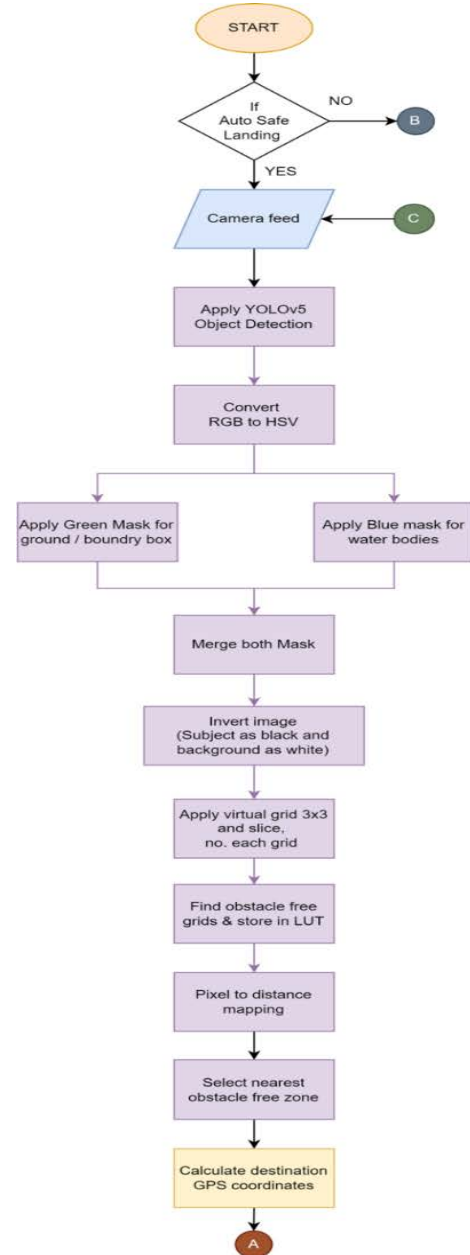 START
If
Auto Safe
Landing
NO
B
YES
Camera feed
C
Apply YOLOv5
Object Detection
Convert
RGB to HSV
Apply Green Mask for
ground / boundry box
Apply Blue mask for
water bodies
Merge both Mask
Invert image
(Subject as black and
background as white)
Apply virtual grid 3x3
and slice,
no. each grid
Find obstacle free
grids & store in LUT
Pixel to distance
mapping
Select nearest
obstacle free zone
Calculate destination
GPS coordinates
A